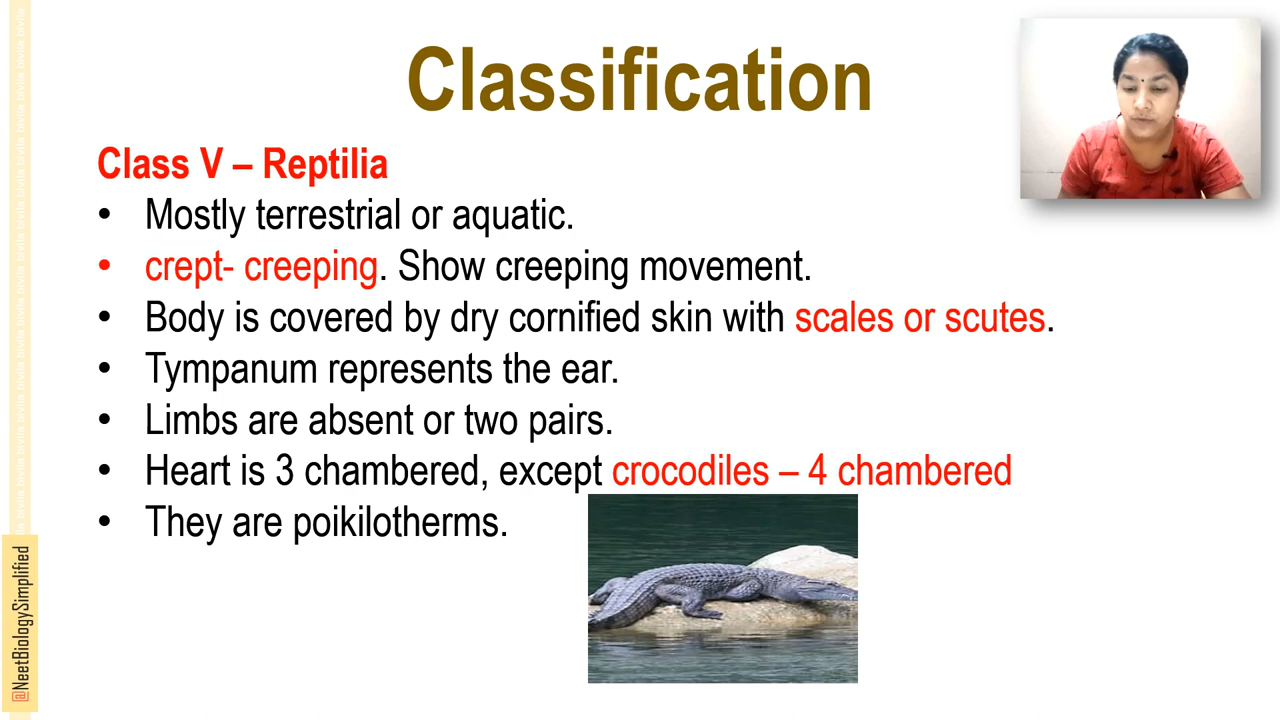 Classification
Class V – Reptilia
• Mostly terrestrial or aquatic.
• crept- creeping. Show creeping movement.
• Body is covered by dry cornified skin with scales or scutes.
• Tympanum represents the ear.
• Limbs are absent or two pairs.
• Heart is 3 chambered, except crocodiles – 4 chambered
• They are poikilotherms.
@NeetBiologySimplified